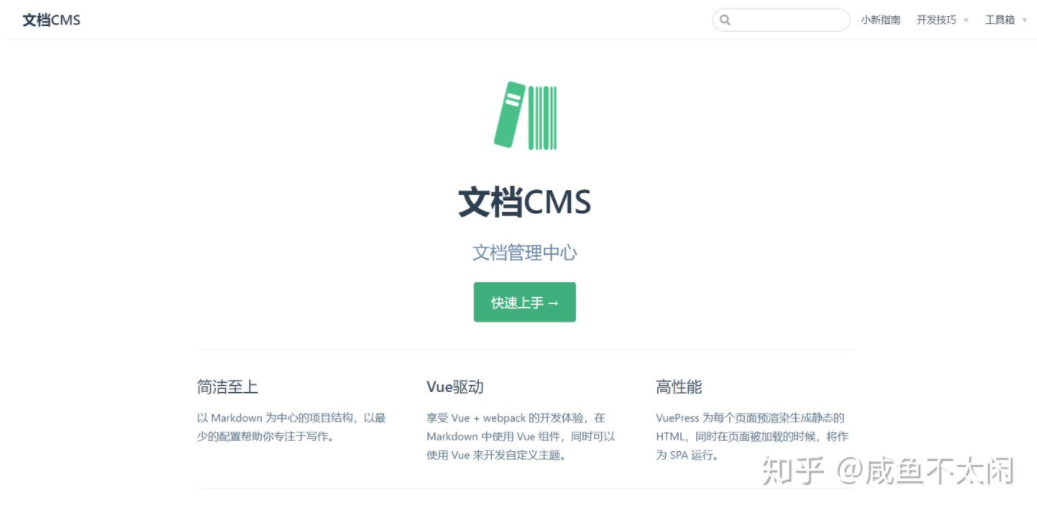 文档CMS
小新指南 开发技巧 工具箱
文档CMS
文档管理中心
快速上手 →
简洁至上
以 Markdown 为中心的项目结构，以最
少的配置帮助你专注于写作。
Vue驱动
享受 Vue + webpack 的开发体验，在
Markdown 中使用 Vue 组件，同时可以
使用 Vue 来开发自定义主题。
高性能
VuePress 为每个页面预渲染生成静态的
HTML，同时在页面被加载的时候，将作
为 SPA 运行。
知乎 @咸鱼不太闲